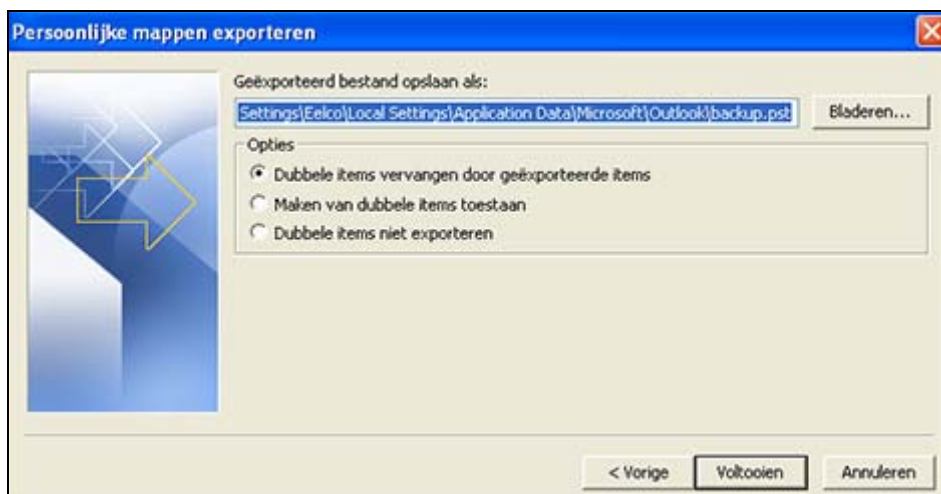 Persoonlijke mappen exporteren
Geëxporteerd bestand opslaan als:
Settings\Eelco\Local Settings\Application Data\Microsoft\Outlook\backup.pst
Bladeren...
Opties
Dubbele items vervangen door geëxporteerde items
Maken van dubbele items toestaan
Dubbele items niet exporteren
< Vorige
Voltooien
Annuleren